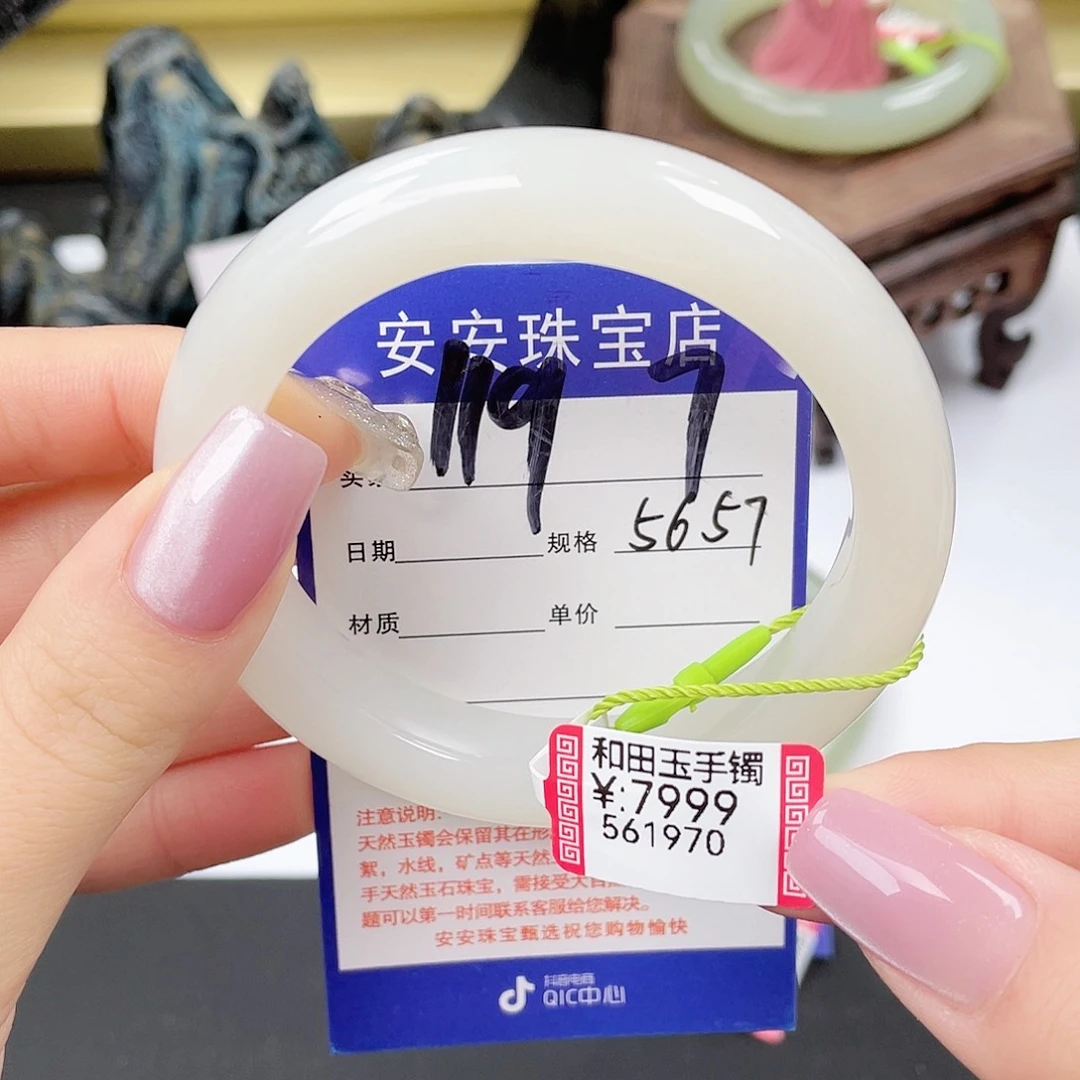 安安珠宝店
119 7
日期 规格 5657
材质 单价
和田玉手镯
¥:7999
561970
注意说明:
天然玉镯会保留其在形
絮，水线，矿点等天然
手天然玉石珠宝，需接受
题可以第一时间联系客服给您解决。
安安珠宝甄选祝您购物愉快
抖音电商
QIC中心